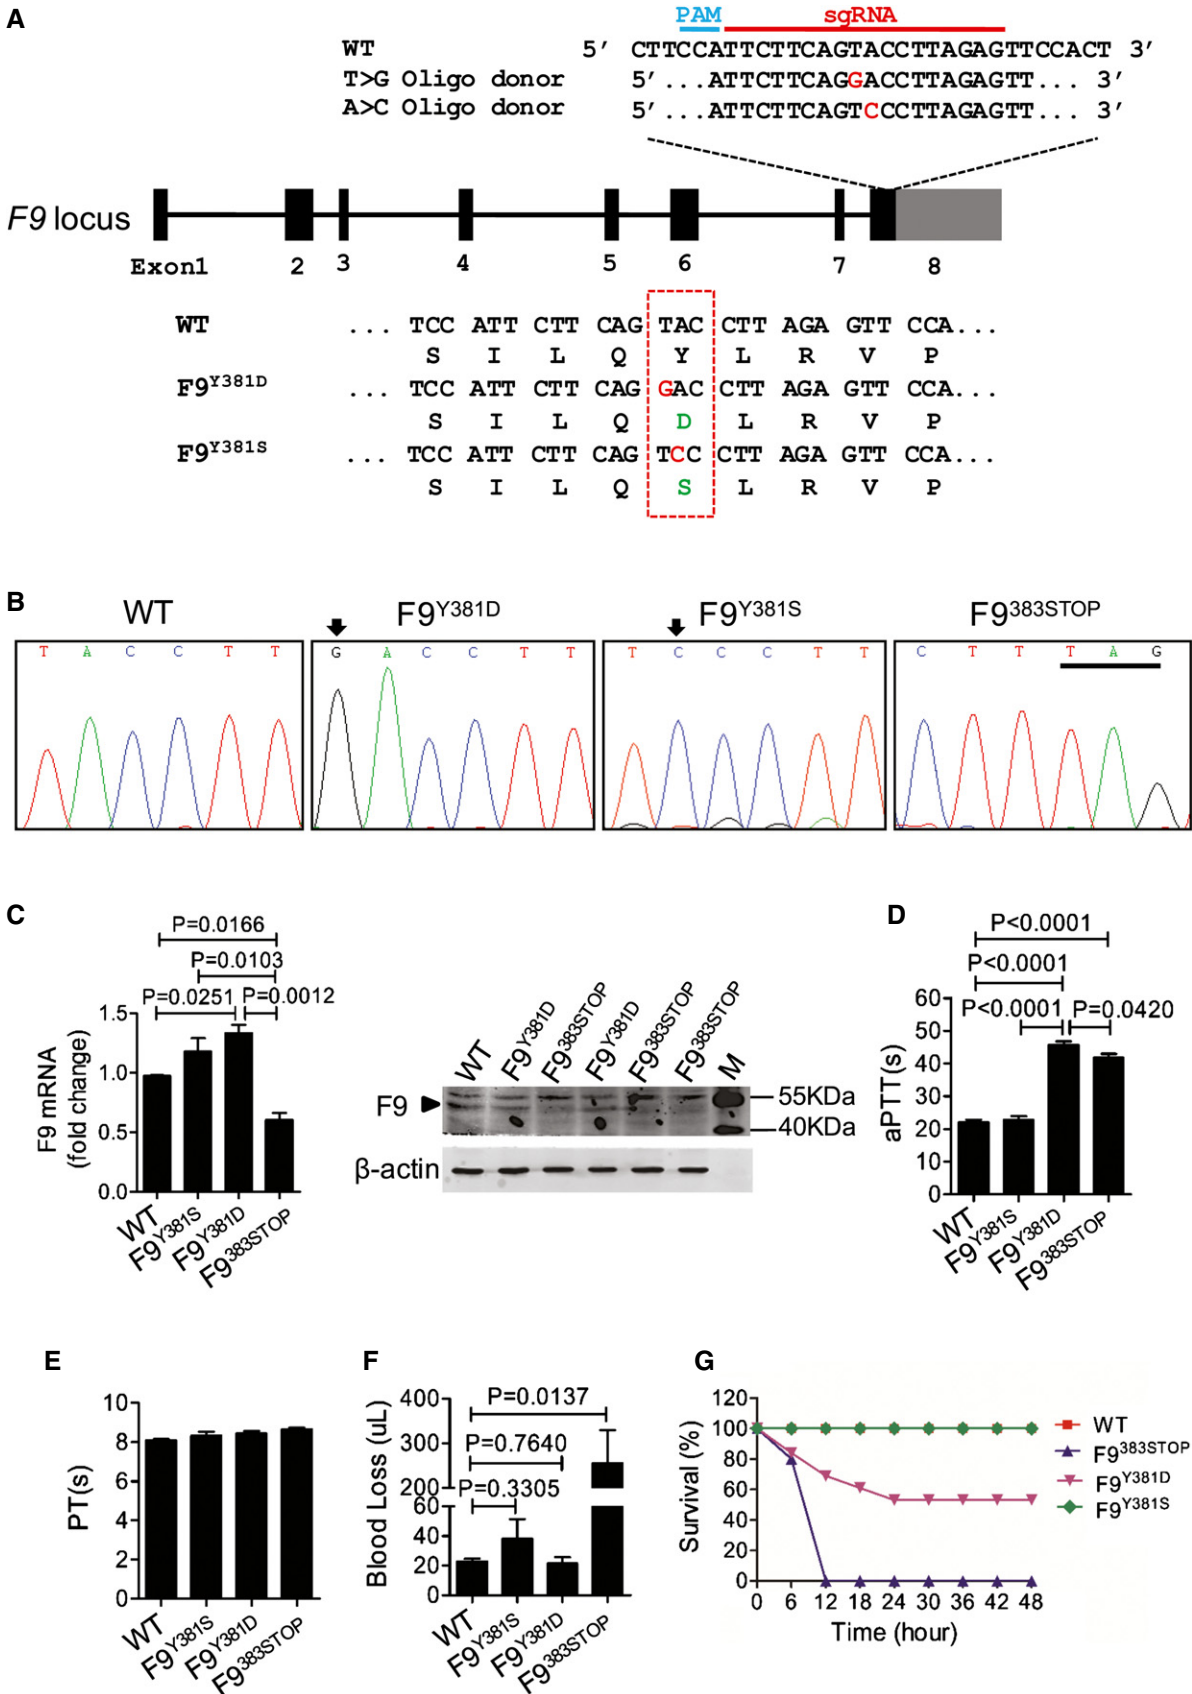 A
PAM sgRNA
WT 5′ CTTCCATTCTTCAGTACCTTAGAGTTCCACT 3′
T>G Oligo donor 5′ ...ATTCTTCAGGACCTTAGAGTT... 3′
A>C Oligo donor 5′ ...ATTCTTCAGTCCCTTAGAGTT... 3′
F9 locus
Exon1 2 3 4 5 6 7 8
WT ... TCC ATT CTT CAG TAC CTT AGA GTT CCA...
S I L Q Y L R V P
F9Y381D ... TCC ATT CTT CAG GAC CTT AGA GTT CCA...
S I L Q D L R V P
F9Y381S ... TCC ATT CTT CAG TCC CTT AGA GTT CCA...
S I L Q S L R V P
B
WT F9Y381D F9Y381S F9383STOP
T A C C T T G A C C T T T C C C T T C T T T A G
C
P=0.0166
P=0.0103
P=0.0251 P=0.0012
F9 mRNA
(fold change)
1.5
1.0
0.5
0.0
WT F9Y381S F9Y381D F9383STOP
WT F9Y381D F9383STOP F9Y381D F9383STOP F9383STOP M
F9
55KDa
40KDa
β-actin
D
P<0.0001
P<0.0001
P<0.0001 P=0.0420
aPTT(s)
60
50
40
30
20
10
0
WT F9Y381S F9Y381D F9383STOP
E
PT(s)
10
8
6
4
2
0
WT F9Y381S F9Y381D F9383STOP
F
P=0.0137
P=0.7640
P=0.3305
Blood Loss (uL)
400
300
200
60
40
20
0
WT F9Y381S F9Y381D F9383STOP
G
Survival (%)
120
100
80
60
40
20
0
0 6 12 18 24 30 36 42 48
Time (hour)
WT
F9383STOP
F9Y381D
F9Y381S